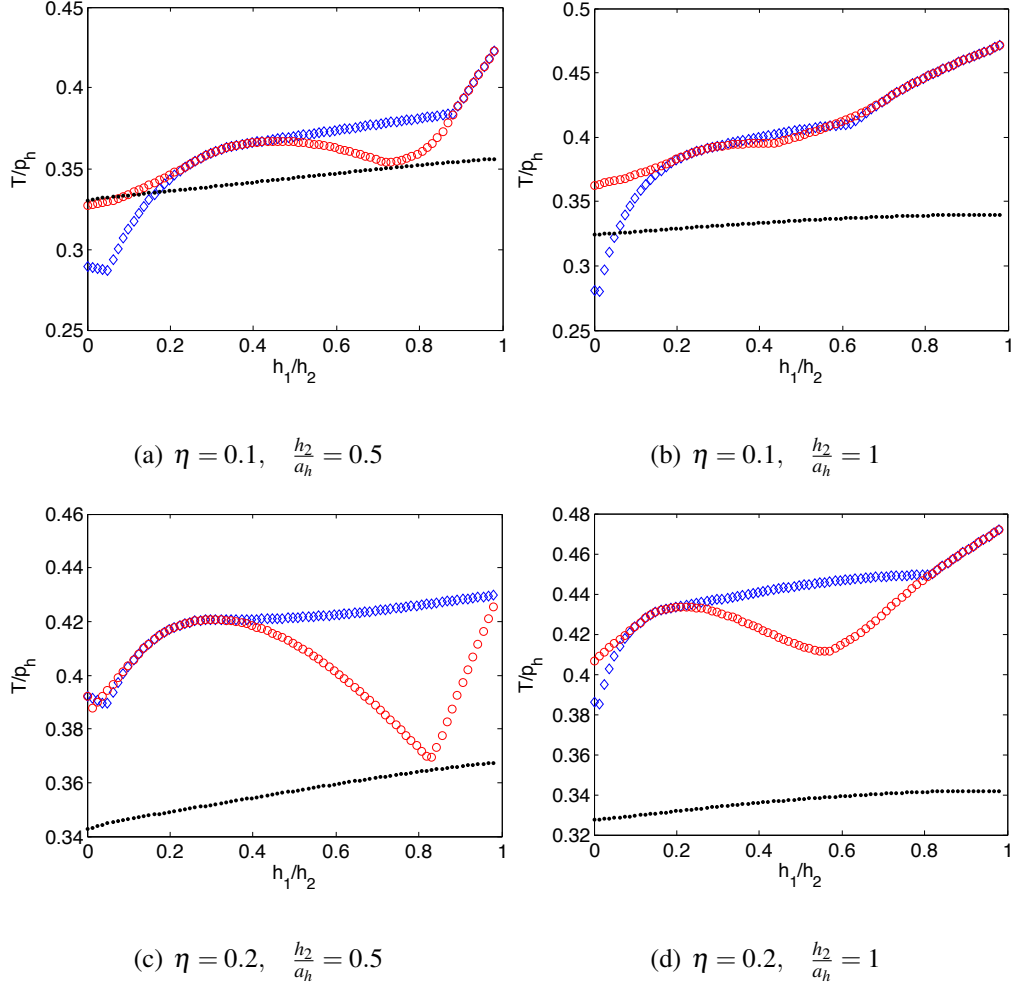 0.45
0.4
0.35
0.3
0.25
T/p_h
0 0.2 0.4 0.6 0.8 1
h_1/h_2
(a) η = 0.1, h_2/a_h = 0.5
0.5
0.45
0.4
0.35
0.3
0.25
T/p_h
0 0.2 0.4 0.6 0.8 1
h_1/h_2
(b) η = 0.1, h_2/a_h = 1
0.46
0.44
0.42
0.4
0.38
0.36
0.34
T/p_h
0 0.2 0.4 0.6 0.8 1
h_1/h_2
(c) η = 0.2, h_2/a_h = 0.5
0.48
0.46
0.44
0.42
0.4
0.38
0.36
0.34
0.32
T/p_h
0 0.2 0.4 0.6 0.8 1
h_1/h_2
(d) η = 0.2, h_2/a_h = 1